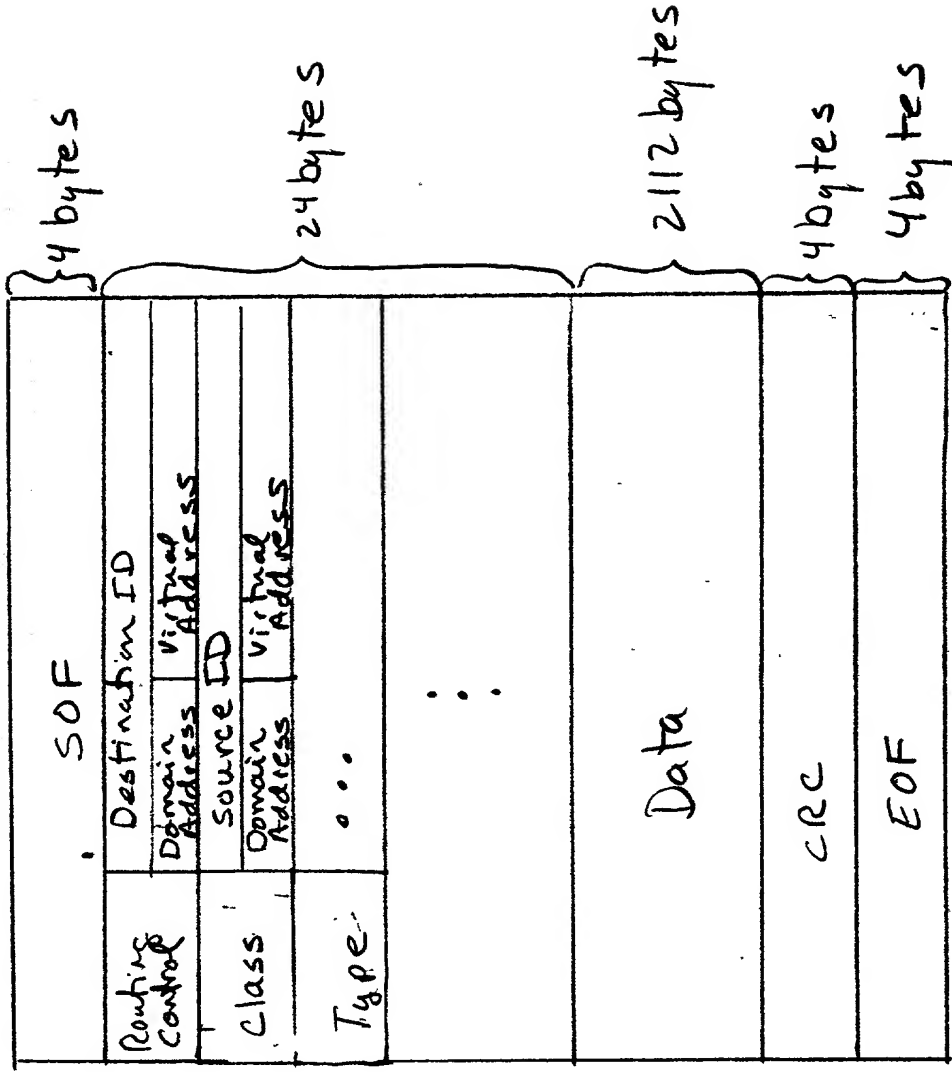 SOF
4 bytes
Routing
Control
Destination ID
Domain
Address
Virtual
Address
24 bytes
Class
Source ID
Domain
Address
Virtual
Address
Type
...
...
Data
2112 bytes
CRC
4 bytes
EOF
4 bytes